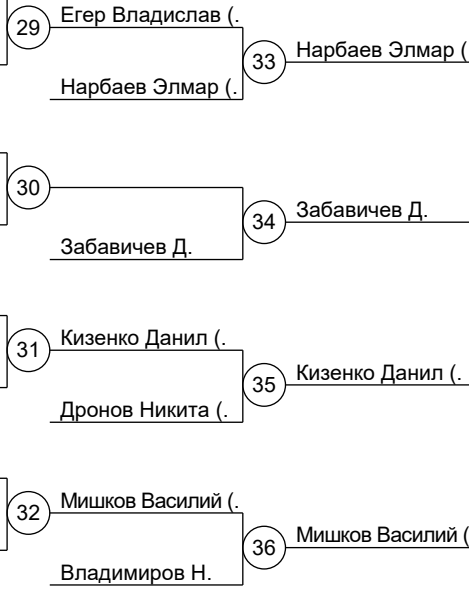 29
Егер Владислав (.
33
Нарбаев Элмар (
Нарбаев Элмар (.
30
34
Забавичев Д.
Забавичев Д.
31
Кизенко Данил (.
35
Кизенко Данил (.
Дронов Никита (.
32
Мишков Василий (.
36
Мишков Василий (
Владимиров Н.